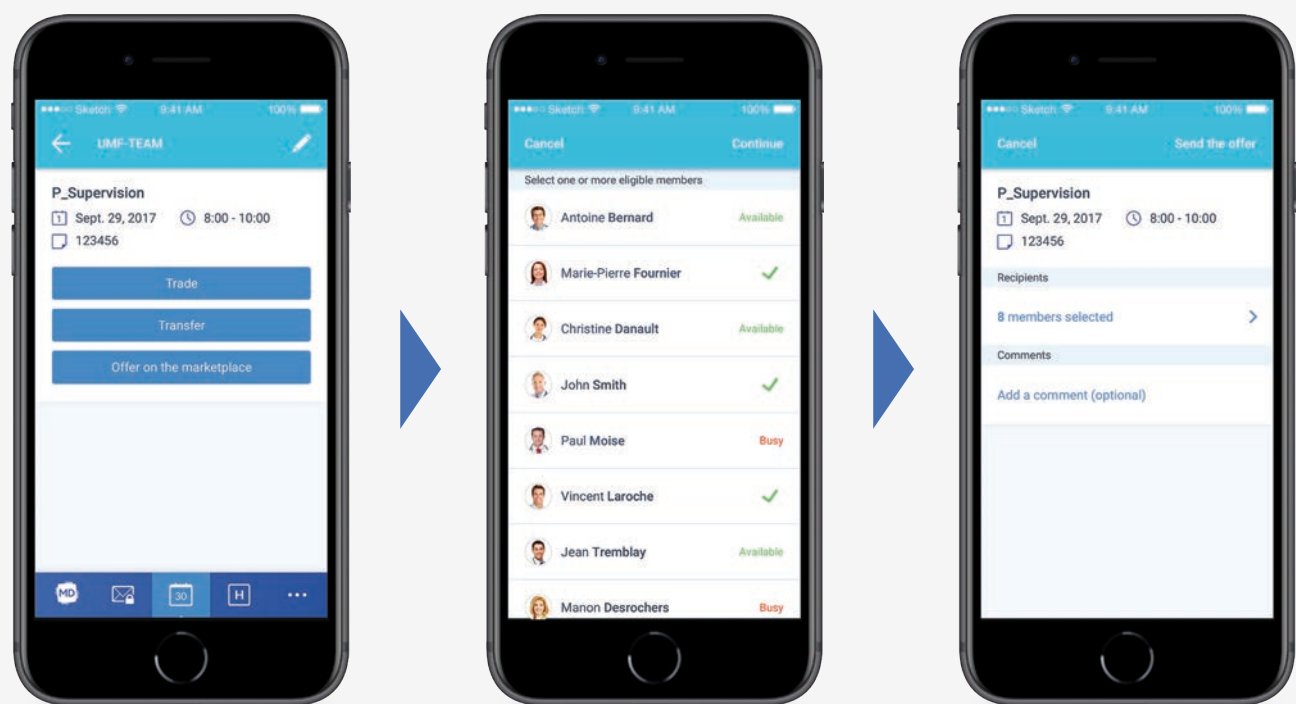 Sketch 9:41 AM 100%
UMF-TEAM
P_Supervision
1 Sept. 29, 2017 8:00 - 10:00
123456
Trade
Transfer
Offer on the marketplace
MD 30 H
Sketch 9:41 AM 100%
Cancel Continue
Select one or more eligible members
Antoine Bernard Available
Marie-Pierre Fournier
Christine Danault Available
John Smith
Paul Moise Busy
Vincent Laroche
Jean Tremblay Available
Manon Desrochers Busy
Sketch 9:41 AM 100%
Cancel Send the offer
P_Supervision
1 Sept. 29, 2017 8:00 - 10:00
123456
Recipients
8 members selected
Comments
Add a comment (optional)